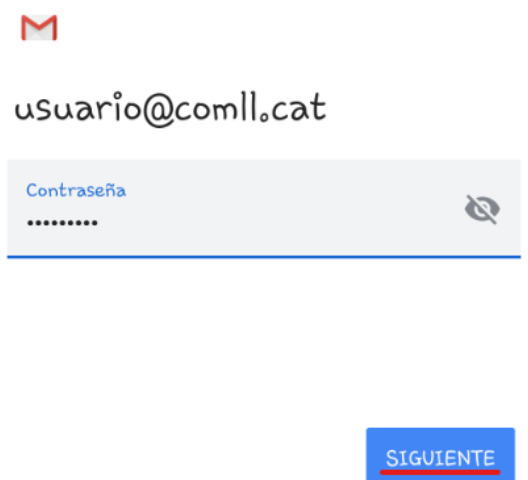 usuario@comll.cat
Contraseña
•••••••••
SIGUIENTE